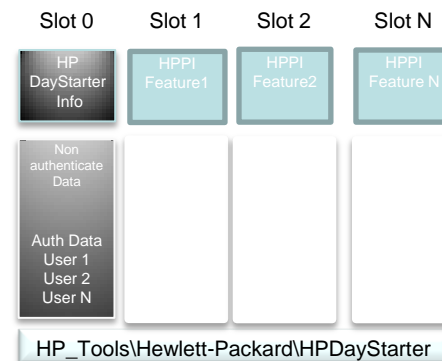 Slot 0 Slot 1 Slot 2 Slot N
HP
DayStarter
Info
HPPI
Feature1
HPPI
Feature2
HPPI
Feature N
Non
authenticate
Data
Auth Data
User 1
User 2
User N
HP_Tools\Hewlett-Packard\HPDayStarter